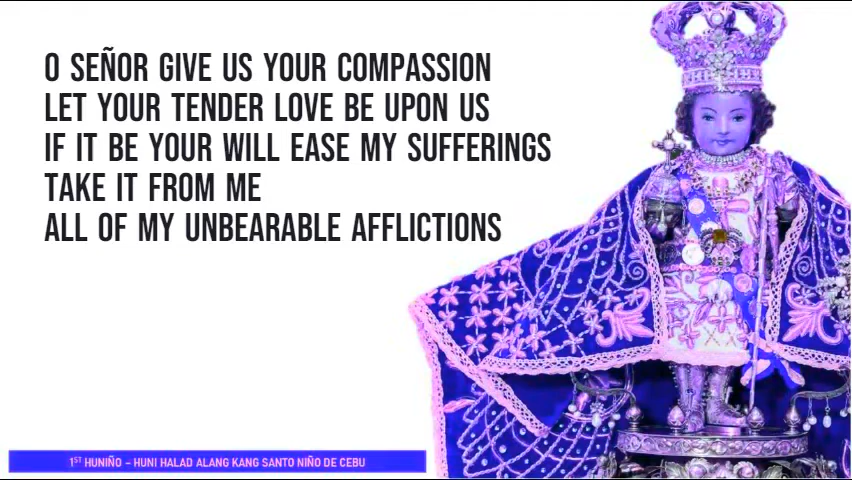 O SEÑOR GIVE US YOUR COMPASSION
LET YOUR TENDER LOVE BE UPON US
IF IT BE YOUR WILL EASE MY SUFFERINGS
TAKE IT FROM ME
ALL OF MY UNBEARABLE AFFLICTIONS
1ST HUNIÑO – HUNI HALAD ALANG KANG SANTO NIÑO DE CEBU